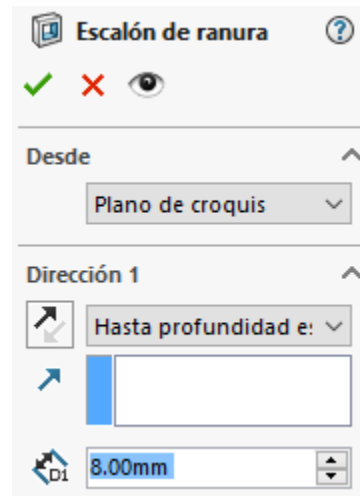 Escalón de ranura
Desde
Plano de croquis
Dirección 1
Hasta profundidad e
D1 8.00mm